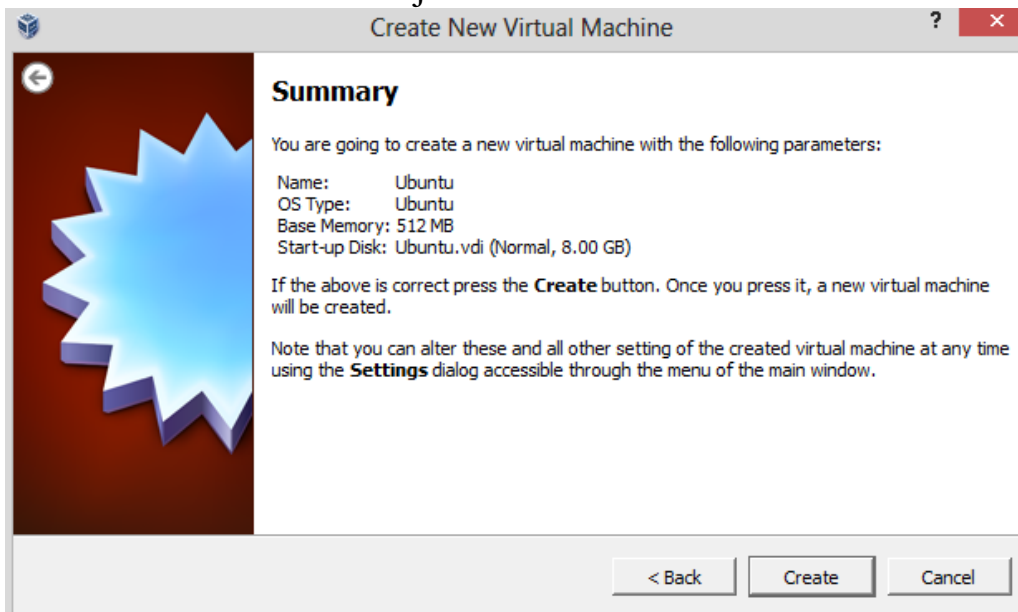 Create New Virtual Machine
?
Summary
You are going to create a new virtual machine with the following parameters:
Name: Ubuntu
OS Type: Ubuntu
Base Memory: 512 MB
Start-up Disk: Ubuntu.vdi (Normal, 8.00 GB)
If the above is correct press the Create button. Once you press it, a new virtual machine
will be created.
Note that you can alter these and all other setting of the created virtual machine at any time
using the Settings dialog accessible through the menu of the main window.
< Back Create Cancel